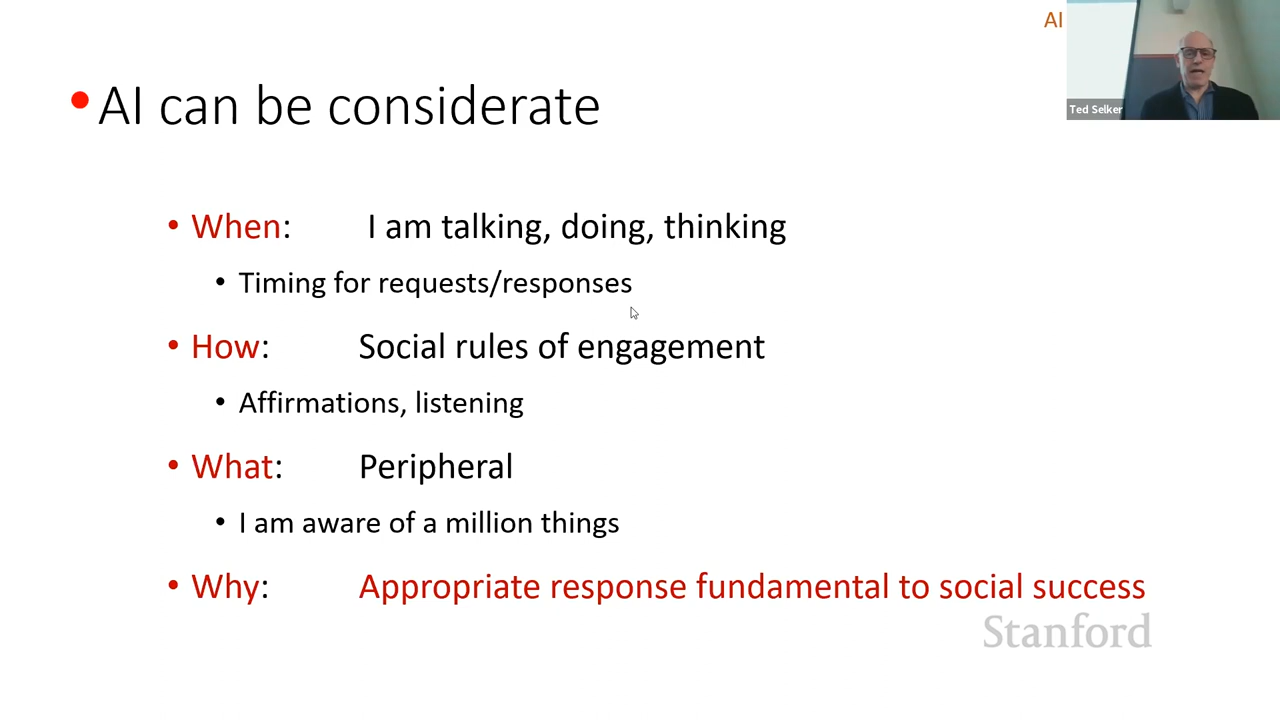 AI
Ted Selker
• AI can be considerate
• When: I am talking, doing, thinking
• Timing for requests/responses
• How: Social rules of engagement
• Affirmations, listening
• What: Peripheral
• I am aware of a million things
• Why: Appropriate response fundamental to social success
Stanford